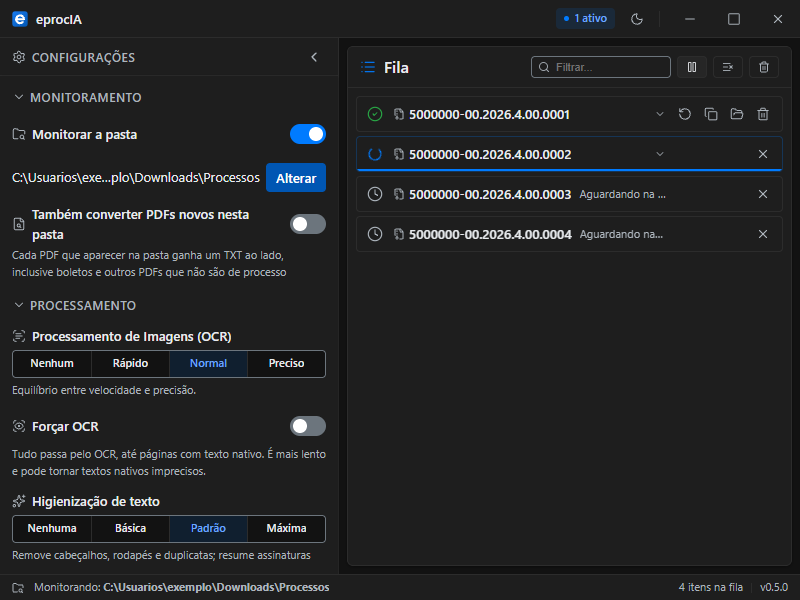 eprocIA
1 ativo
CONFIGURAÇÕES
MONITORAMENTO
Monitorar a pasta
C:\Usuarios\exe...plo\Downloads\Processos
Alterar
Também converter PDFs novos nesta
pasta
Cada PDF que aparecer na pasta ganha um TXT ao lado,
inclusive boletos e outros PDFs que não são de processo
PROCESSAMENTO
Processamento de Imagens (OCR)
Nenhum Rápido Normal Preciso
Equilíbrio entre velocidade e precisão.
Forçar OCR
Tudo passa pelo OCR, até páginas com texto nativo. É mais lento
e pode tornar textos nativos imprecisos.
Higienização de texto
Nenhuma Básica Padrão Máxima
Remove cabeçalhos, rodapés e duplicatas; resume assinaturas
Fila
Filtrar...
5000000-00.2026.4.00.0001
5000000-00.2026.4.00.0002
5000000-00.2026.4.00.0003 Aguardando na ...
5000000-00.2026.4.00.0004 Aguardando na...
Monitorando: C:\Usuarios\exemplo\Downloads\Processos
4 itens na fila
v0.5.0